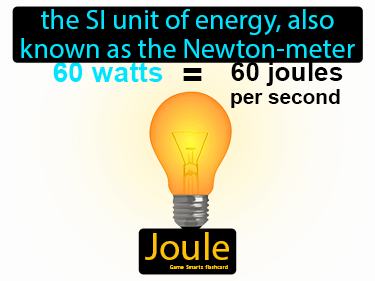 the SI unit of energy, also
known as the Newton-meter
60 watts = 60 joules
per second
Joule
Game Smartz flashcard